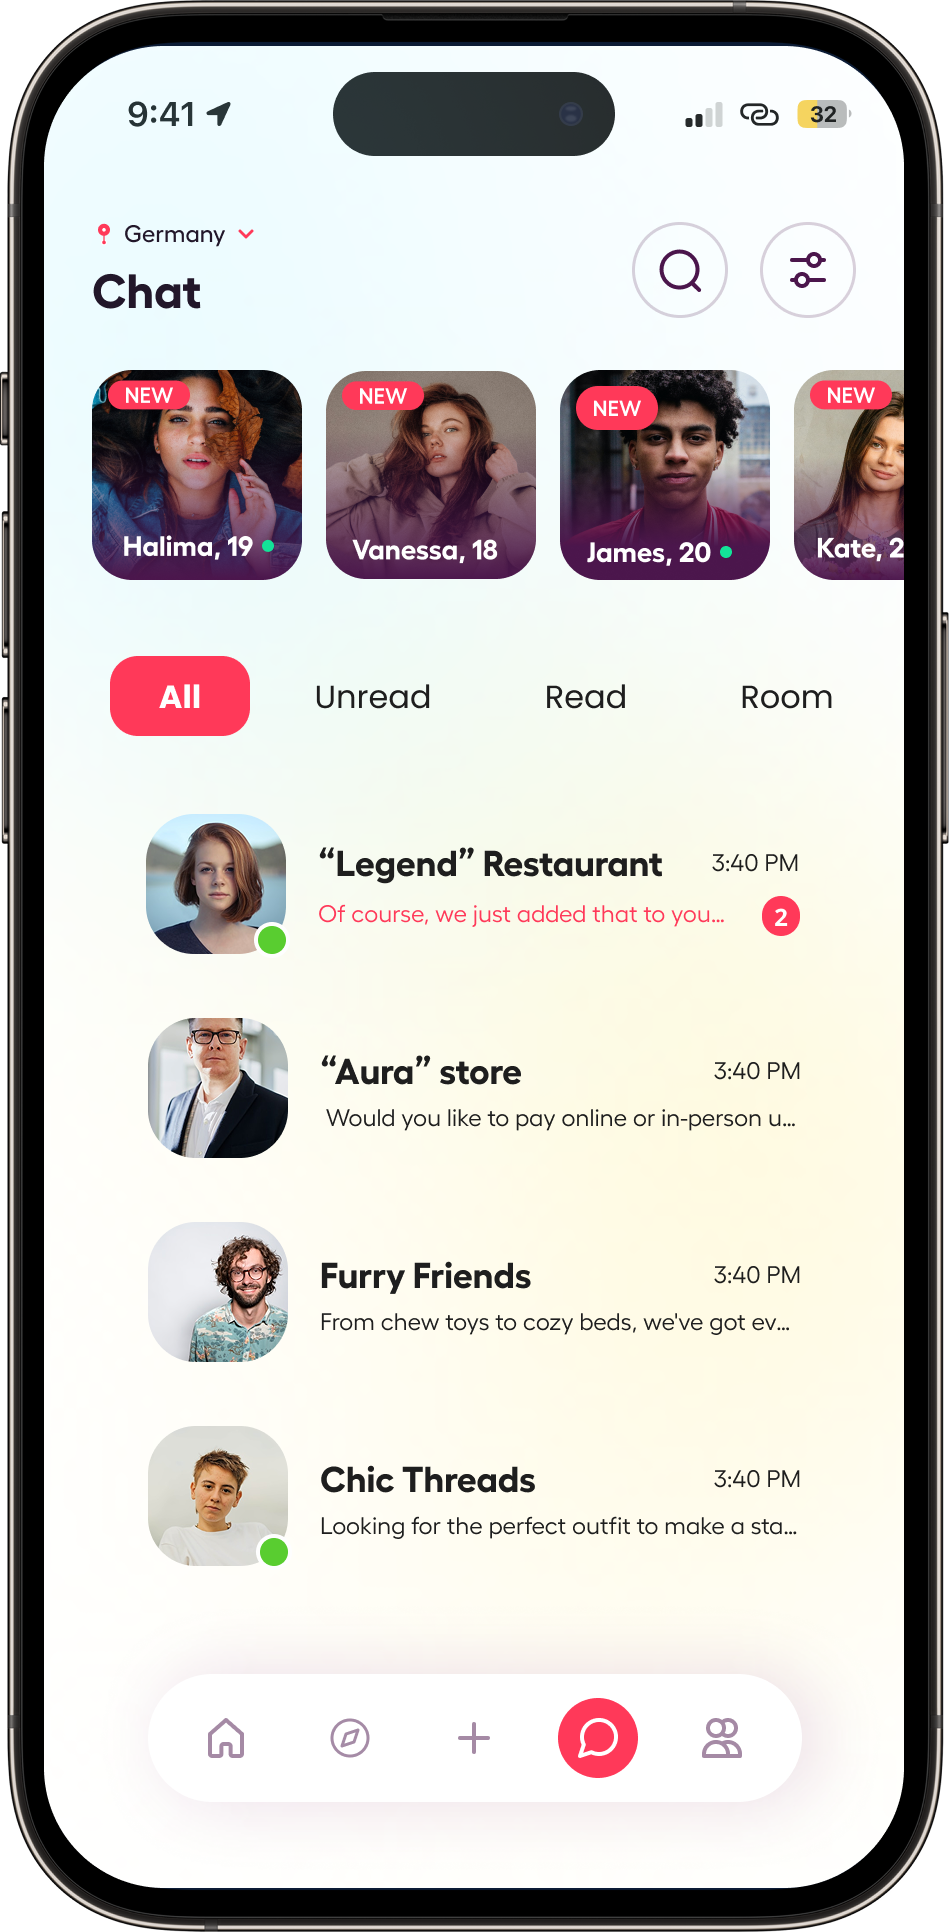 9:41
32
Germany
Chat
NEW
NEW
NEW
NEW
Halima, 19
Vanessa, 18
James, 20
Kate, 2
All
Unread
Read
Room
“Legend” Restaurant
3:40 PM
Of course, we just added that to you...
2
“Aura” store
3:40 PM
Would you like to pay online or in-person u...
Furry Friends
3:40 PM
From chew toys to cozy beds, we've got ev...
Chic Threads
3:40 PM
Looking for the perfect outfit to make a sta...